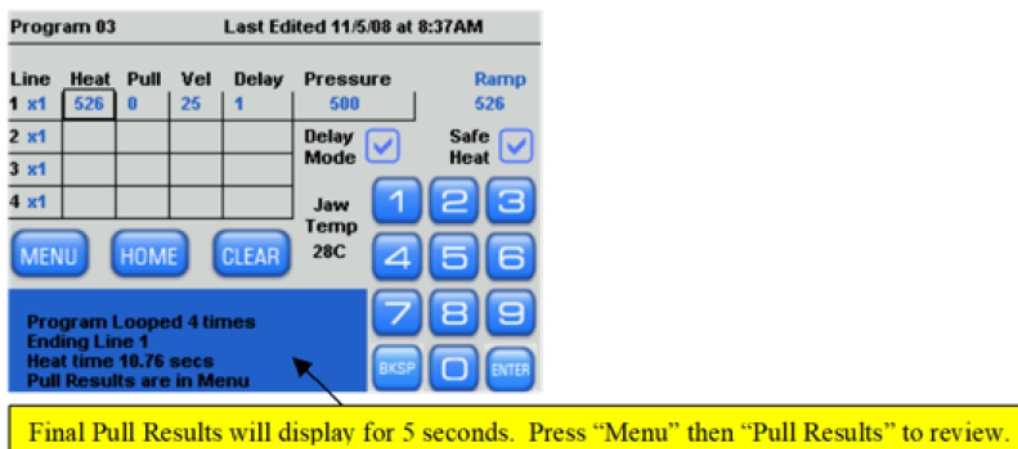 Program 03 Last Edited 11/5/08 at 8:37AM
Line Heat Pull Vel Delay Pressure Ramp
1 x1 526 0 25 1 500 526
2 x1
Delay Mode
Safe Heat
3 x1
4 x1
Jaw Temp
28C
1 2 3
MENU HOME CLEAR
4 5 6
7 8 9
BKSP 0 ENTER
Program Looped 4 times
Ending Line 1
Heat time 10.76 secs
Pull Results are in Menu
Final Pull Results will display for 5 seconds. Press “Menu” then “Pull Results” to review.